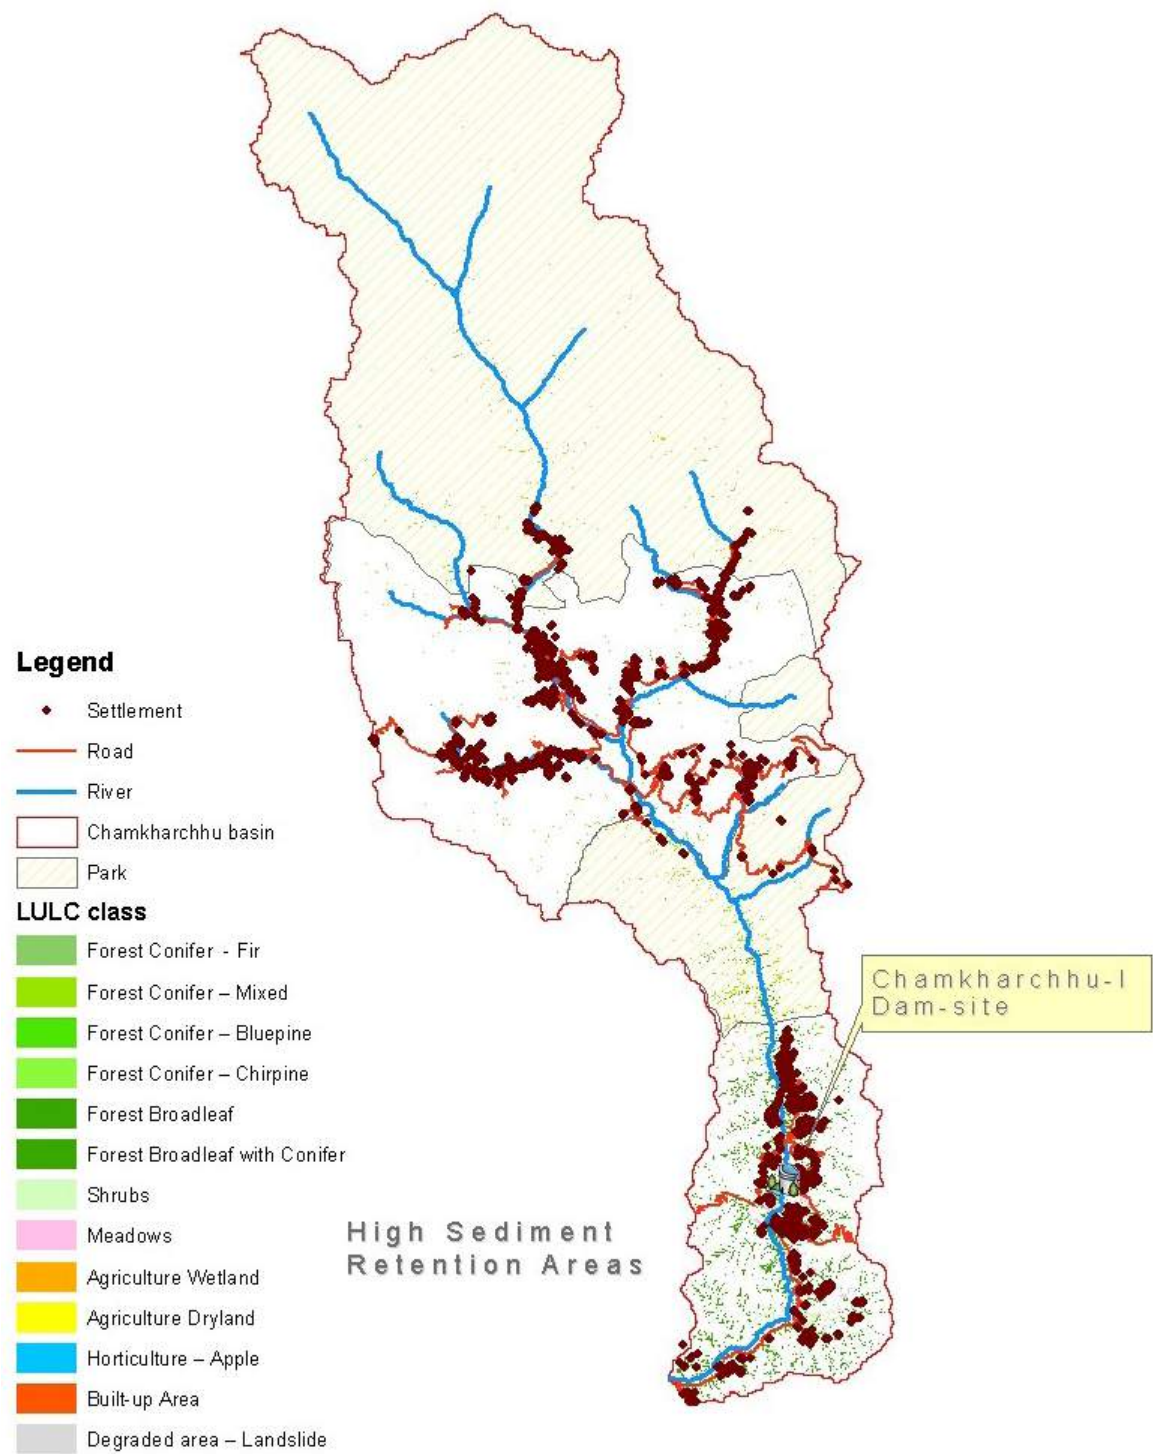 Legend
Settlement
Road
River
Chamkharchhu basin
Park
LULC class
Forest Conifer - Fir
Forest Conifer – Mixed
Forest Conifer – Bluepine
Forest Conifer – Chirpine
Forest Broadleaf
Forest Broadleaf with Conifer
Shrubs
Meadows
Agriculture Wetland
Agriculture Dryland
Horticulture – Apple
Built-up Area
Degraded area – Landslide
Chamkharchhu-I
Dam-site
High Sediment
Retention Areas